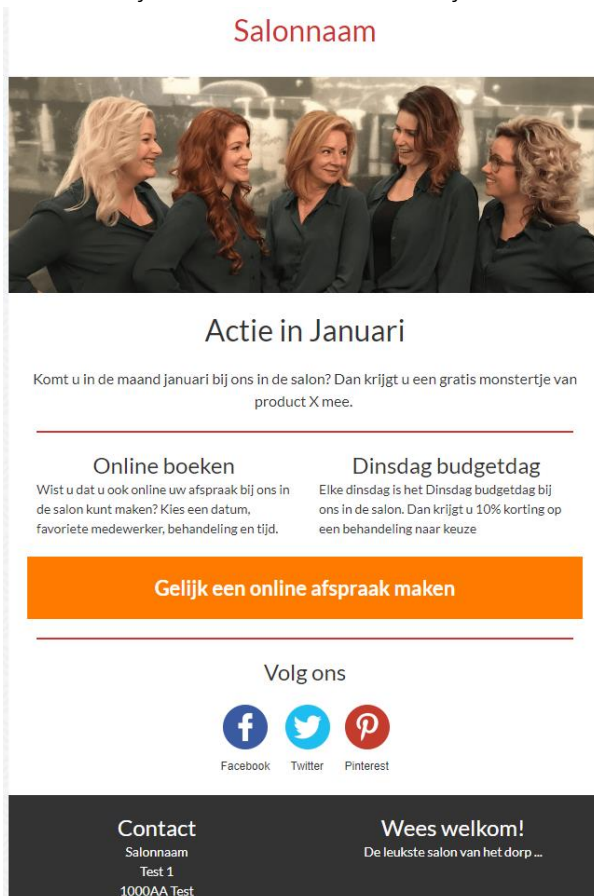 Salonnaam
Actie in Januari
Komt u in de maand januari bij ons in de salon? Dan krijgt u een gratis monstertje van
product X mee.
Online boeken
Wist u dat u ook online uw afspraak bij ons in
de salon kunt maken? Kies een datum,
favoriete medewerker, behandeling en tijd.
Dinsdag budgetdag
Elke dinsdag is het Dinsdag budgetdag bij
ons in de salon. Dan krijgt u 10% korting op
een behandeling naar keuze
Gelijk een online afspraak maken
Volg ons
Facebook Twitter Pinterest
Contact
Salonnaam
Test 1
1000AA Test
Wees welkom!
De leukste salon van het dorp ...